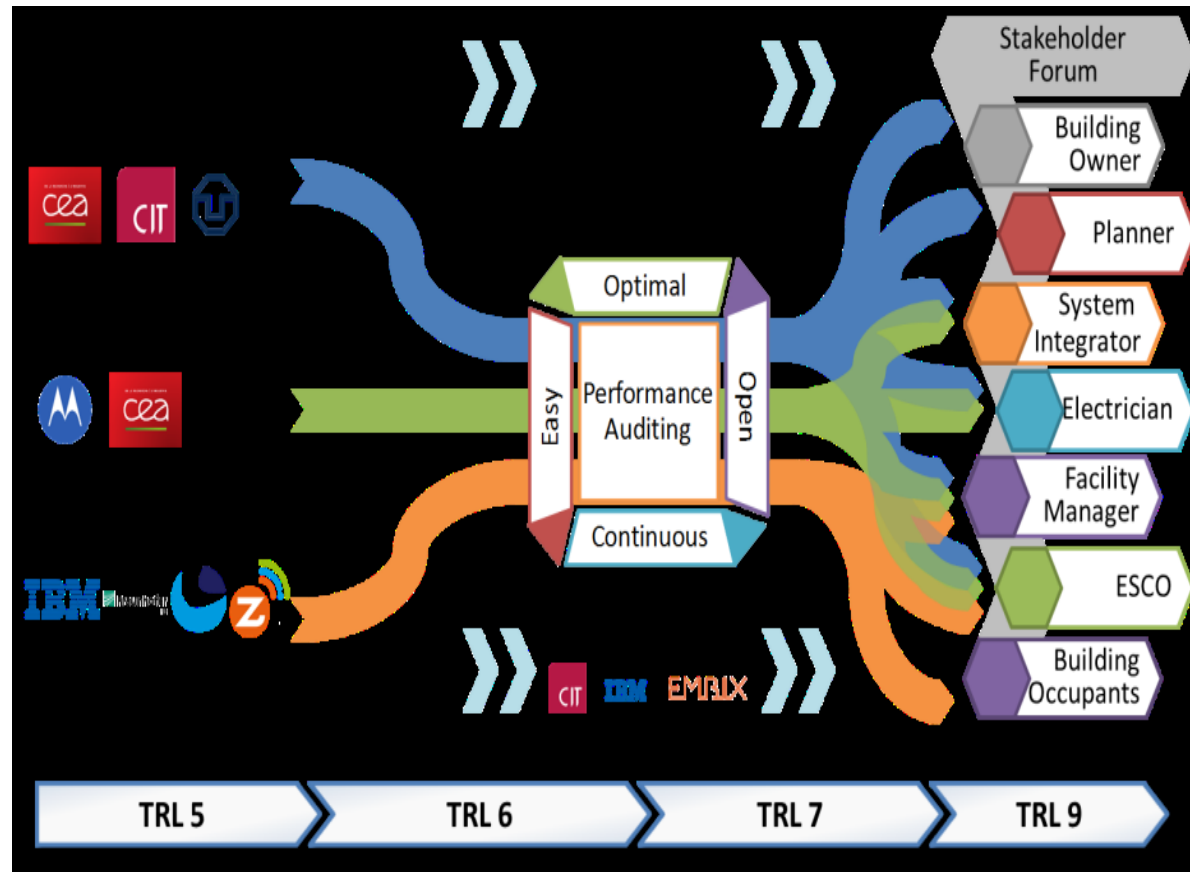 Stakeholder
Forum
Building
Owner
cea
CIT
Planner
Optimal
System
Integrator
Easy
Performance
Auditing
Open
cea
Electrician
Facility
Manager
Continuous
IBM
Z
ESCO
CIT
IBM
EMBIX
Building
Occupants
TRL 5
TRL 6
TRL 7
TRL 9